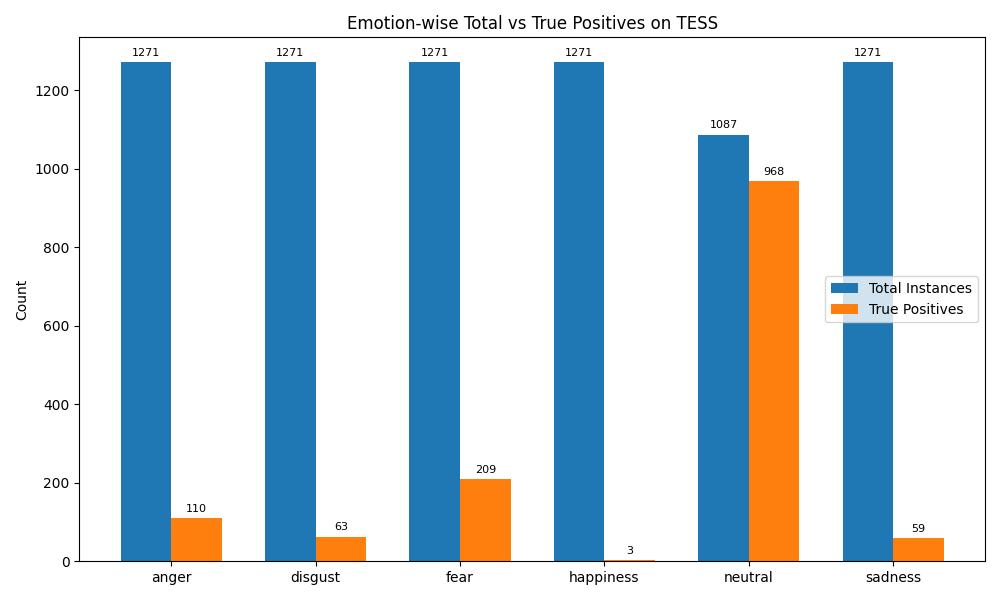 Emotion-wise Total vs True Positives on TESS
1271 1271 1271 1271 1271
1087
968
209
110
63
3
59
Count
1200
1000
800
600
400
200
0
Total Instances
True Positives
anger disgust fear happiness neutral sadness